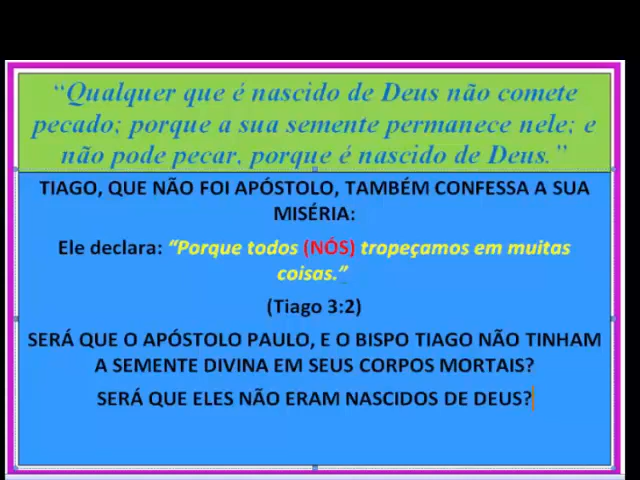 “Qualquer que é nascido de Deus não comete
pecado; porque a sua semente permanece nele; e
não pode pecar, porque é nascido de Deus.”
TIAGO, QUE NÃO FOI APÓSTOLO, TAMBÉM CONFESSA A SUA
MISÉRIA:
Ele declara: “Porque todos (NÓS) tropeçamos em muitas
coisas.”
(Tiago 3:2)
SERÁ QUE O APÓSTOLO PAULO, E O BISPO TIAGO NÃO TINHAM
A SEMENTE DIVINA EM SEUS CORPOS MORTAIS?
SERÁ QUE ELES NÃO ERAM NASCIDOS DE DEUS?